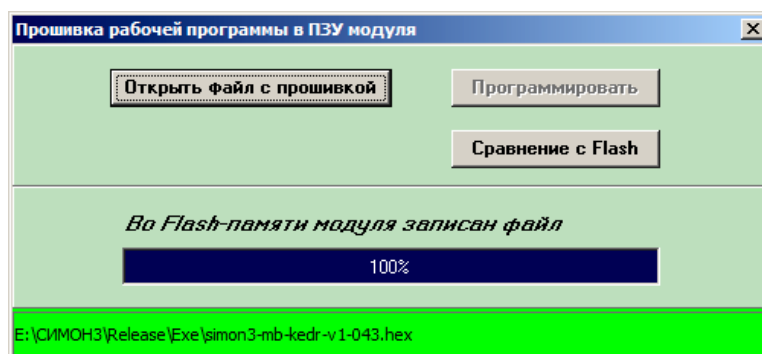 Прошивка рабочей программы в ПЗУ модуля
Открыть файл с прошивкой
Программировать
Сравнение с Flash
Во Flash-памяти модуля записан файл
100%
E:\СИМОН3\Release\Exe\simon3-mb-kedr-v1-043.hex